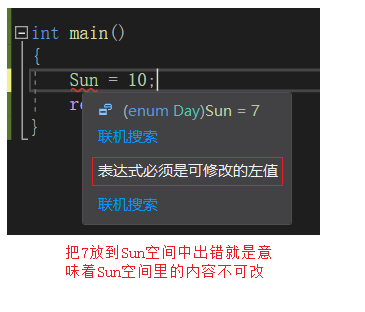 int main()
{
Sun = 10;
re
(enum Day)Sun = 7
联机搜索
表达式必须是可修改的左值
联机搜索
}
把7放到Sun空间中出错就是意
味着Sun空间里的内容不可改